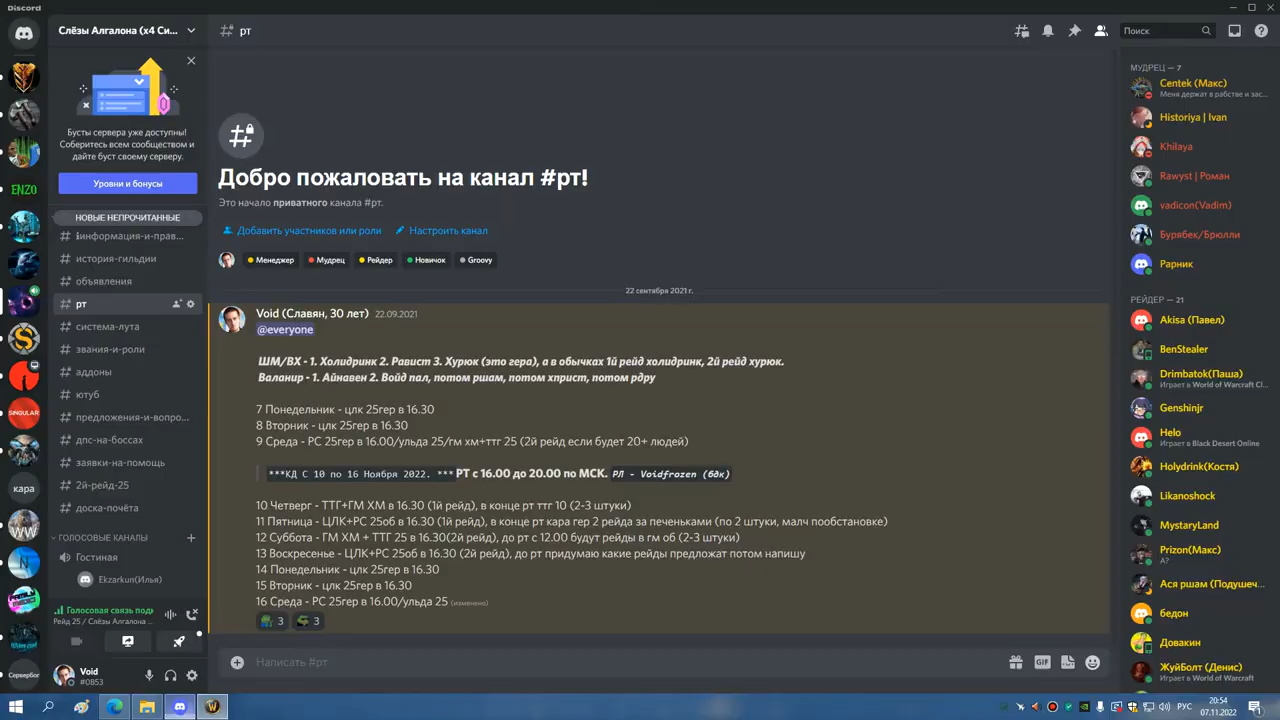 Discord
Слёзы Алгалона (x4 Си...
рт
Поиск
Бусты сервера уже доступны!
Соберитесь всем сообществом и
дайте буст своему серверу.
Уровни и бонусы
НОВЫЕ НЕПРОЧИТАННЫЕ
информация-и-прав...
история-гильдии
объявления
рт
система-лута
звания-и-роли
аддоны
ютуб
предложения-и-вопро...
дпс-на-боссах
заявки-на-помощь
2й-рейд-25
доска-почёта
ГОЛОСОВЫЕ КАНАЛЫ
Гостиная
Ekzarkun(Илья)
Голосовая связь подк
Рейд 25 / Слёзы Алгалона ...
Void
#0853
ENZO
SINGULAR
кара
WW
N
Сервербот
Добро пожаловать на канал #рт!
Это начало приватного канала #рт.
Добавить участников или роли
Настроить канал
Менеджер
Мудрец
Рейдер
Новичок
Groovy
22 сентября 2021 г.
Void (Славян, 30 лет) 22.09.2021
@everyone
ШМ/ВХ - 1. Холидринк 2. Равист 3. Хурюк (это гера), а в обычках 1й рейд холидринк, 2й рейд хурюк.
Валанир - 1. Айнавен 2. Войд пал, потом ршам, потом хприст, потом рдру
7 Понедельник - цлк 25гер в 16.30
8 Вторник - цлк 25гер в 16.30
9 Среда - РС 25гер в 16.00/ульда 25/гм хм+ттг 25 (2й рейд если будет 20+ людей)
***КД С 10 по 16 Ноября 2022. *** РТ с 16.00 до 20.00 по МСК. РЛ - Voidfrozen (бдк)
10 Четверг - ТТГ+ГМ ХМ в 16.30 (1й рейд), в конце рт ттг 10 (2-3 штуки)
11 Пятница - ЦЛК+РС 25об в 16.30 (1й рейд), в конце рт кара гер 2 рейда за печеньками (по 2 штуки, малч пообстановке)
12 Суббота - ГМ ХМ + ТТГ 25 в 16.30(2й рейд), до рт с 12.00 будут рейды в гм об (2-3 штуки)
13 Воскресенье - ЦЛК+РС 25об в 16.30 (2й рейд), до рт придумаю какие рейды предложат потом напишу
14 Понедельник - цлк 25гер в 16.30
15 Вторник - цлк 25гер в 16.30
16 Среда - РС 25гер в 16.00/ульда 25 (изменено)
3
3
Написать #рт
GIF
МУДРЕЦ — 7
Centek (Макс)
Меня держат в рабстве и зас...
Historiya | Ivan
Khilaya
Rawyst | Роман
vadicon(Vadim)
Бурябек/Брюлли
Рарник
РЕЙДЕР — 21
Akisa (Павел)
BenStealer
Drimbatok(Паша)
Играет в World of Warcraft Cl...
Genshinjr
Helo
Играет в Black Desert Online
Holydrink(Костя)
Likanoshock
MystaryLand
Prizon(Макс)
А?
Ася ршам (Подушеч...
бедон
Довакин
ЖуйБолт (Денис)
Играет в World of Warcraft
РУС
20:54
07.11.2022